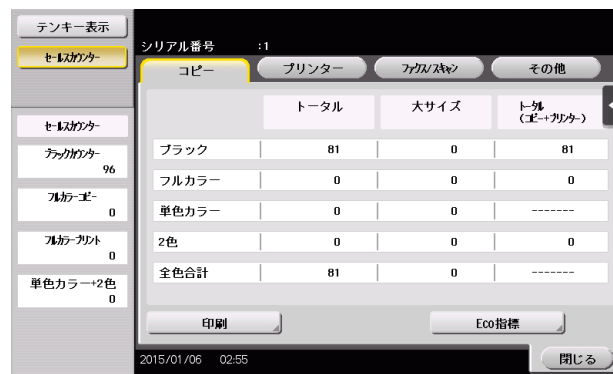 テンキー表示
セールスカウンター
セールスカウンター
ブラックカウンター
96
フルカラーコピー
0
フルカラープリント
0
単色カラー+2色
0
シリアル番号 :1
コピー プリンター ファクス/スキャン その他
トータル 大サイズ トータル
(コピー+プリンター)
ブラック 81 0 81
フルカラー 0 0 0
単色カラー 0 0 -------
2色 0 0 0
全色合計 81 0 -------
印刷 Eco指標
2015/01/06 02:55 閉じる